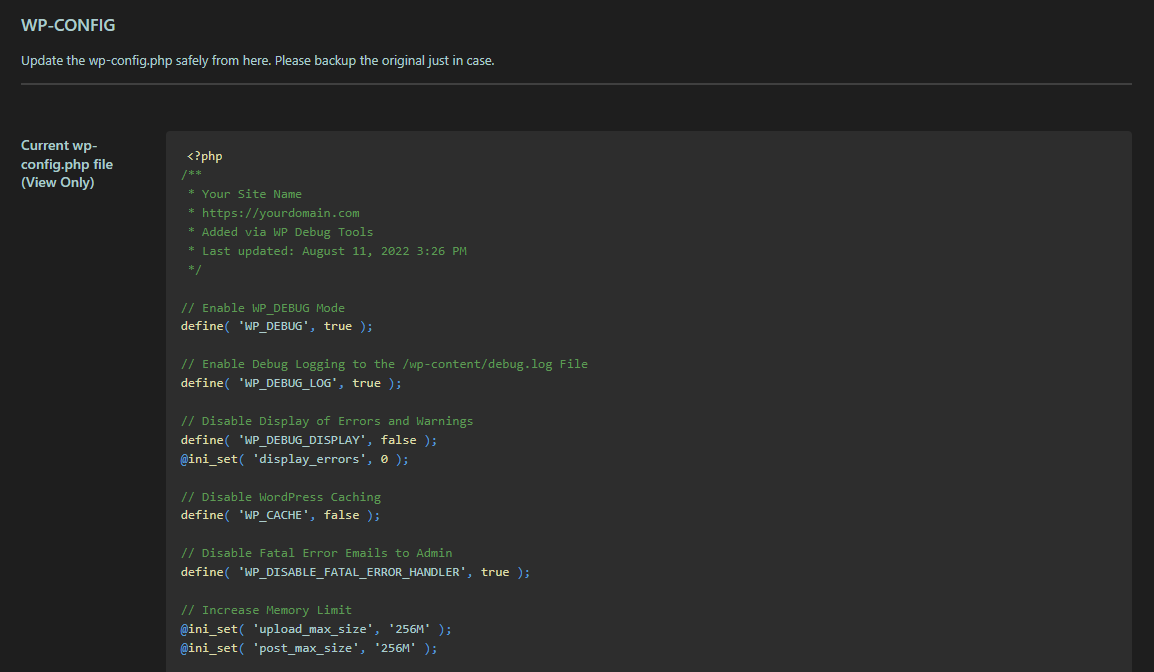 WP-CONFIG
Update the wp-config.php safely from here. Please backup the original just in case.
Current wp-
config.php file
(View Only)
<?php
/**
* Your Site Name
* https://yourdomain.com
* Added via WP Debug Tools
* Last updated: August 11, 2022 3:26 PM
*/
// Enable WP_DEBUG Mode
define( 'WP_DEBUG', true );
// Enable Debug Logging to the /wp-content/debug.log File
define( 'WP_DEBUG_LOG', true );
// Disable Display of Errors and Warnings
define( 'WP_DEBUG_DISPLAY', false );
@ini_set( 'display_errors', 0 );
// Disable WordPress Caching
define( 'WP_CACHE', false );
// Disable Fatal Error Emails to Admin
define( 'WP_DISABLE_FATAL_ERROR_HANDLER', true );
// Increase Memory Limit
@ini_set( 'upload_max_size', '256M' );
@ini_set( 'post_max_size', '256M' );